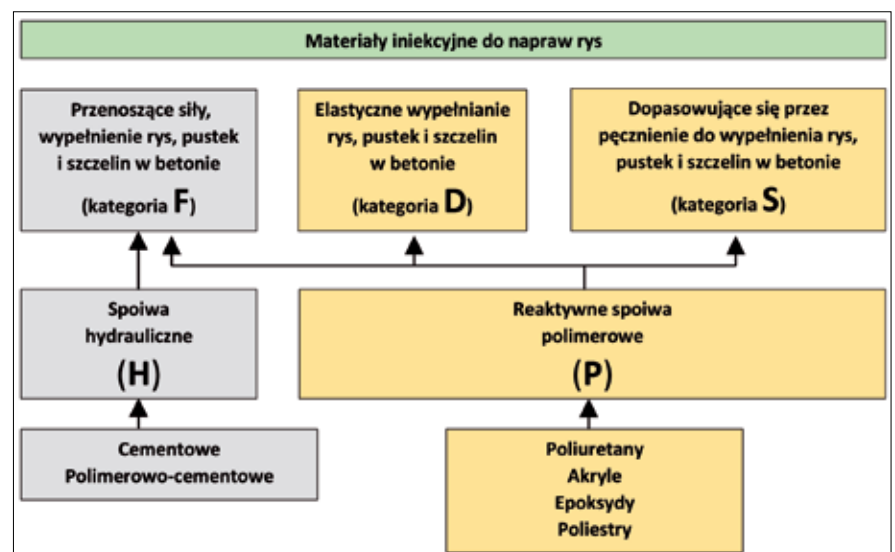 Materiały iniekcyjne do napraw rys
Przenoszące siły,
wypełnienie rys, pustek
i szczelin w betonie
(kategoria F)
Elastyczne wypełnianie
rys, pustek i szczelin
w betonie
(kategoria D)
Dopasowujące się przez
pęcznienie do wypełnienia rys,
pustek i szczelin w betonie
(kategoria S)
Spoiwa
hydrauliczne
(H)
Reaktywne spoiwa
polimerowe
(P)
Cementowe
Polimerowo-cementowe
Poliuretany
Akryle
Epoksydy
Poliestry